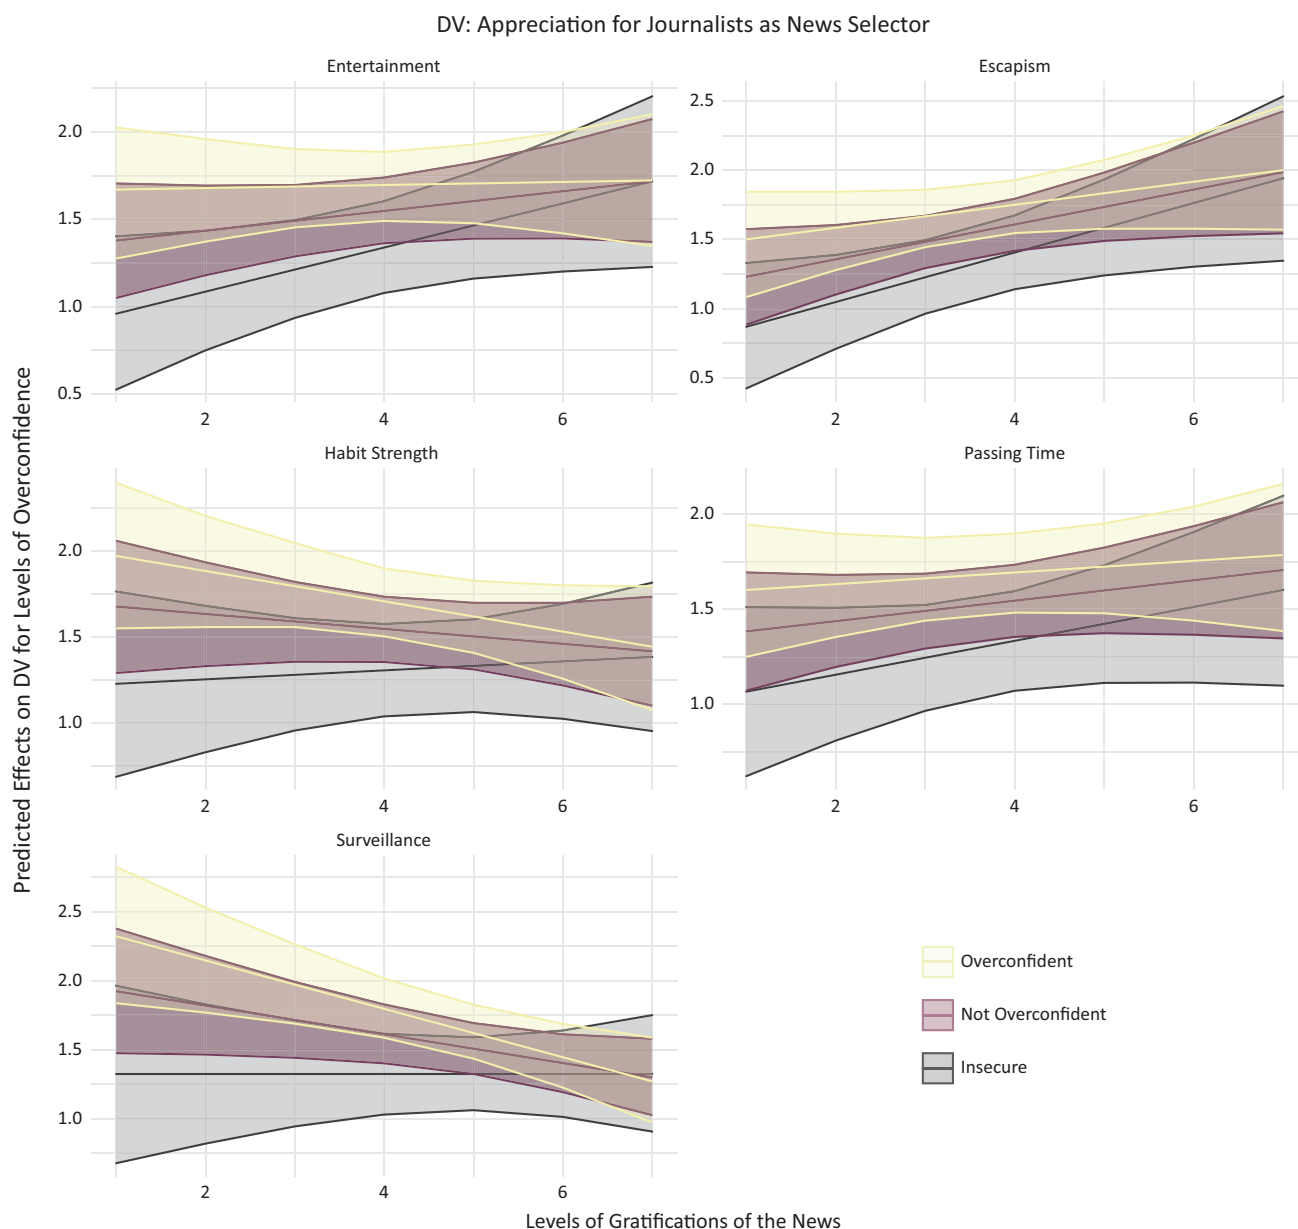 DV: Appreciation for Journalists as News Selector
Entertainment
Escapism
2.0
1.5
1.0
0.5
2 4 6
2.5
2.0
1.5
1.0
0.5
2 4 6
Habit Strength
Passing Time
2.0
1.5
1.0
2 4 6
2.0
1.5
1.0
2 4 6
Surveillance
2.5
2.0
1.5
1.0
2 4 6
Overconfident
Not Overconfident
Insecure
Predicted Effects on DV for Levels of Overconfidence
Levels of Gratifications of the News